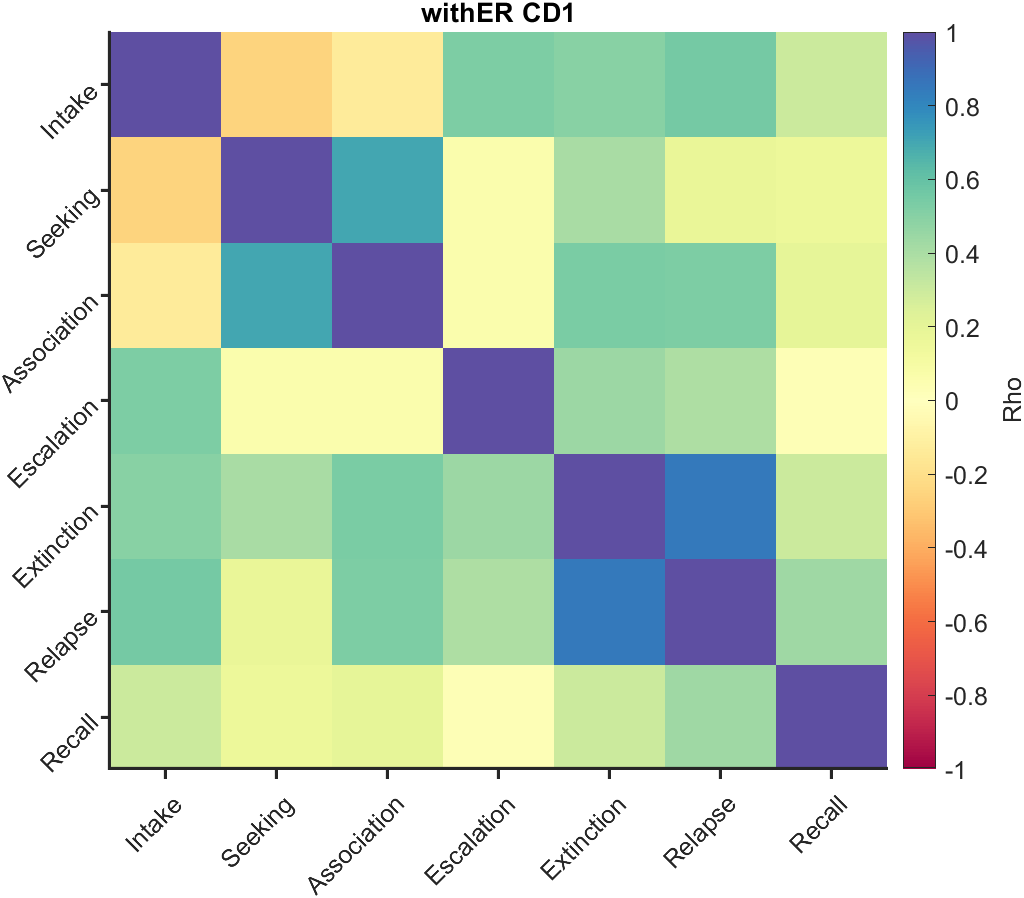 withER CD1
Intake
Seeking
Association
Escalation
Extinction
Relapse
Recall
Intake
Seeking
Association
Escalation
Extinction
Relapse
Recall
1
0.8
0.6
0.4
0.2
0
-0.2
-0.4
-0.6
-0.8
-1
Rho